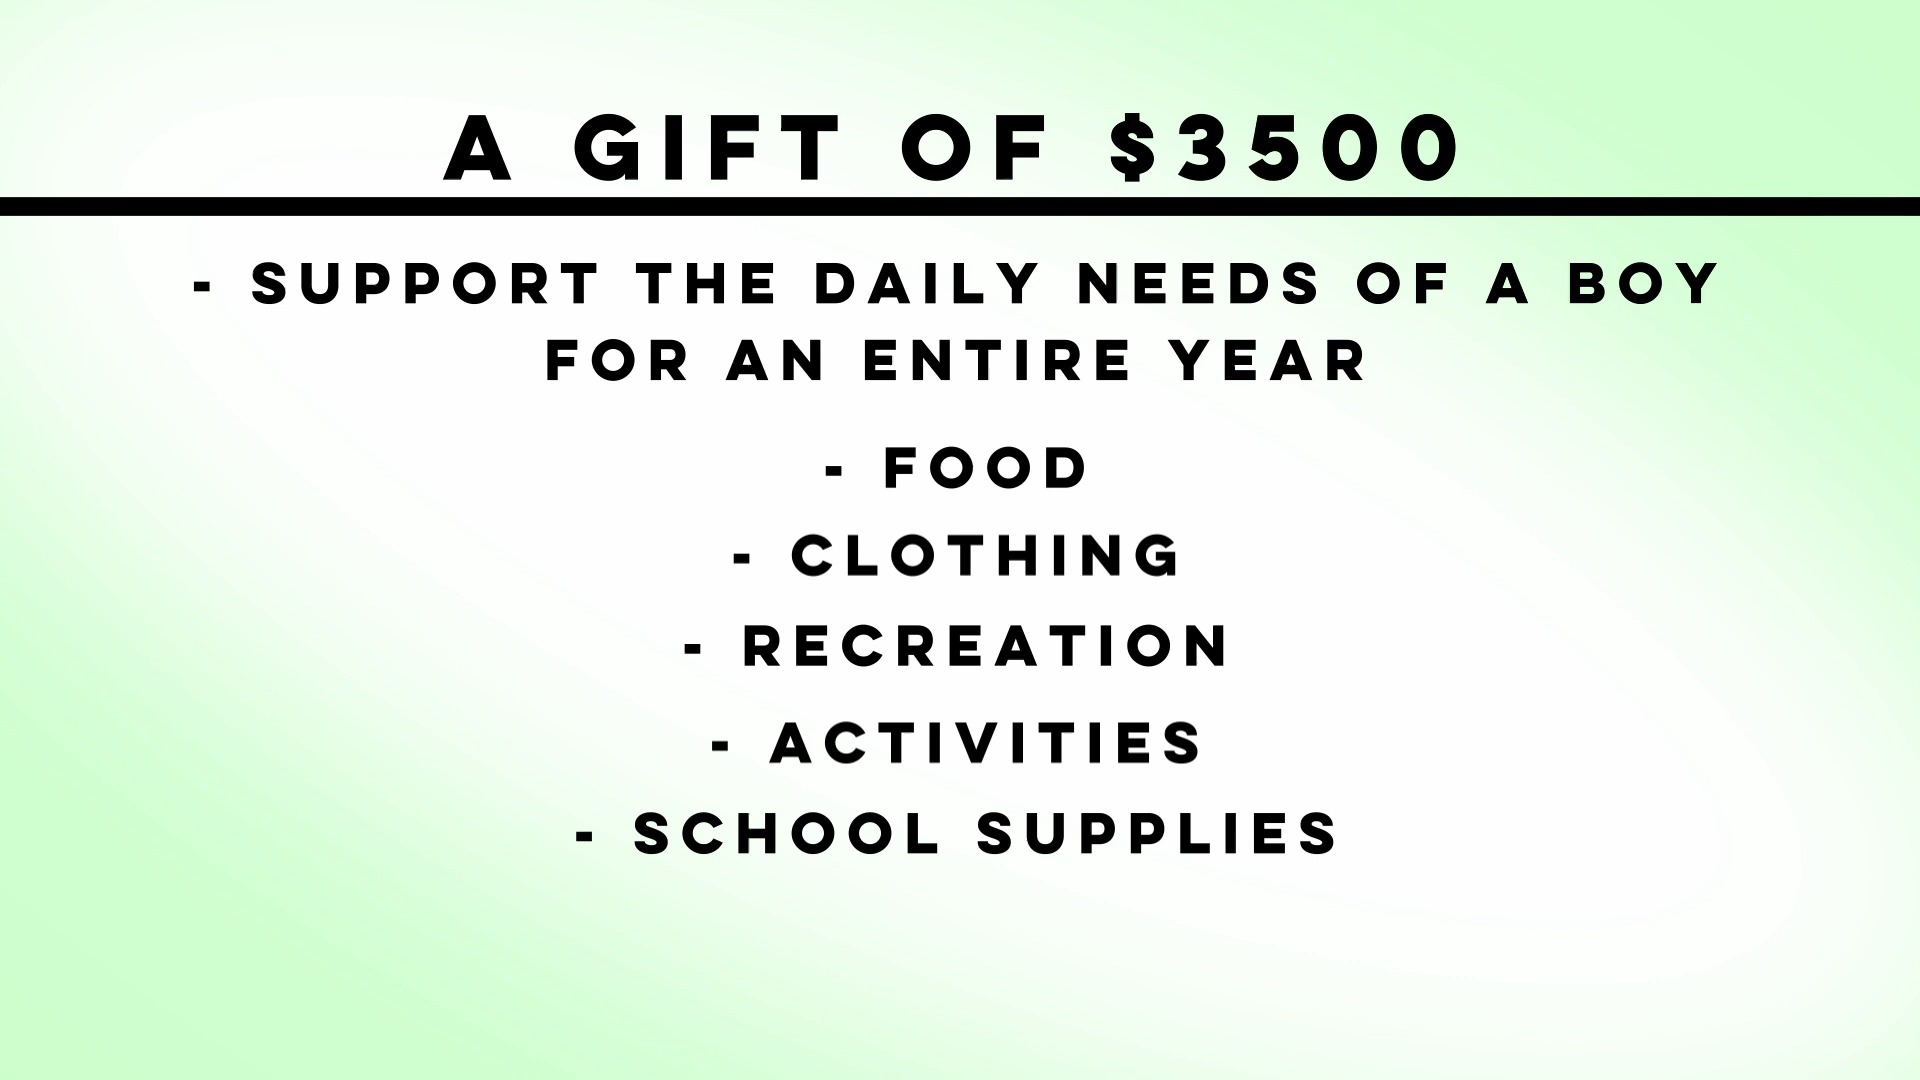 A GIFT OF $3500
- SUPPORT THE DAILY NEEDS OF A BOY
FOR AN ENTIRE YEAR
- FOOD
- CLOTHING
- RECREATION
- ACTIVITIES
- SCHOOL SUPPLIES